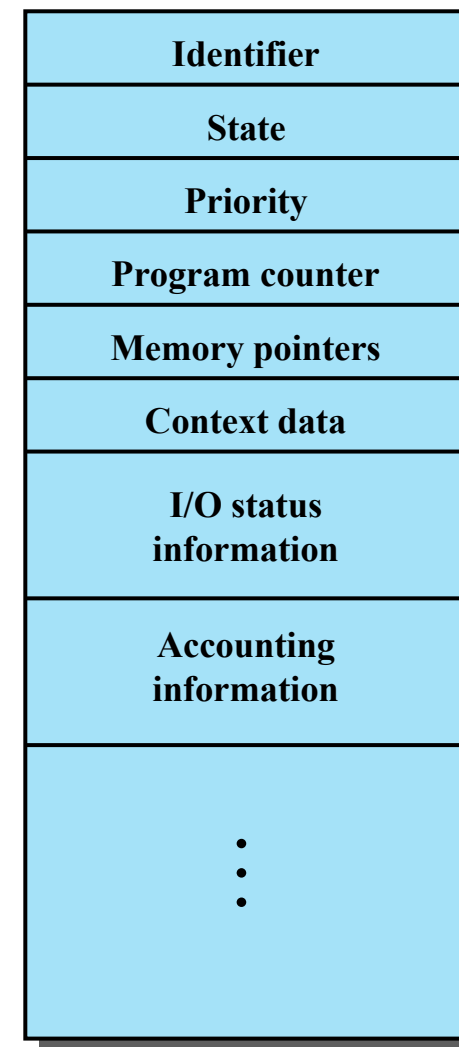 Identifier
State
Priority
Program counter
Memory pointers
Context data
I/O status
information
Accounting
information